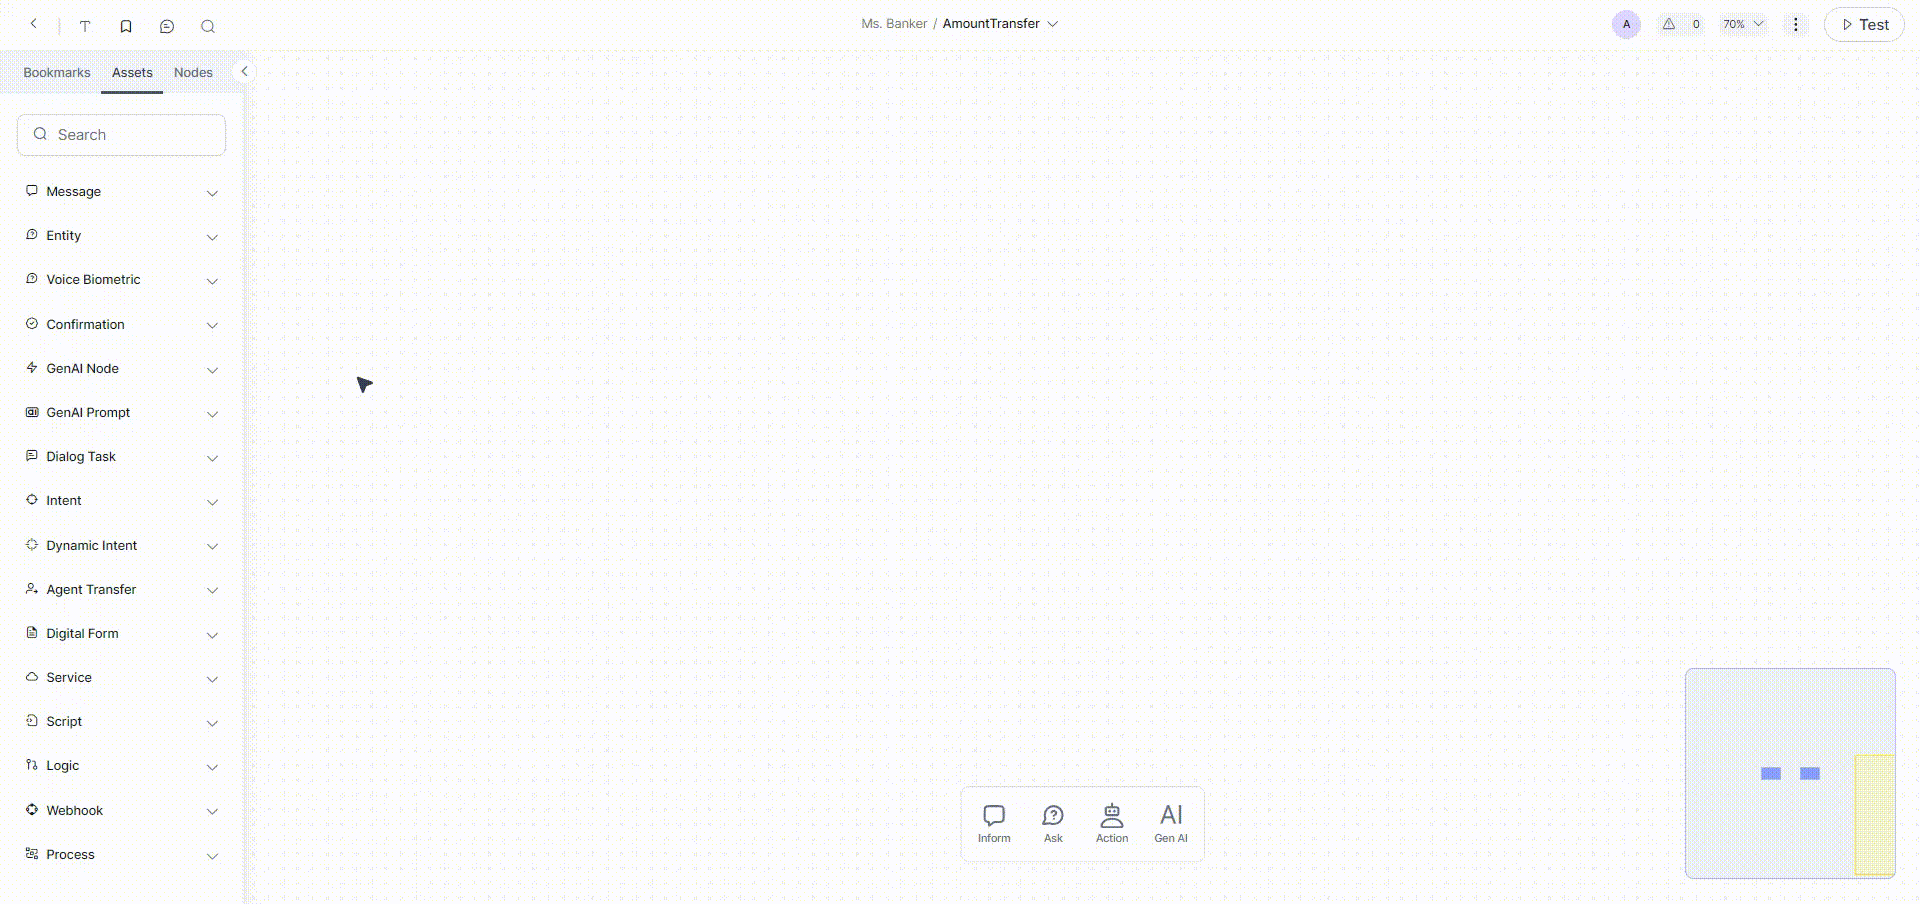 T
Ms. Banker / AmountTransfer
A
0
70%
Test
Bookmarks Assets Nodes
Search
Message
Entity
Voice Biometric
Confirmation
GenAI Node
GenAI Prompt
Dialog Task
Intent
Dynamic Intent
Agent Transfer
Digital Form
Service
Script
Logic
Webhook
Process
AI
Inform Ask Action Gen AI